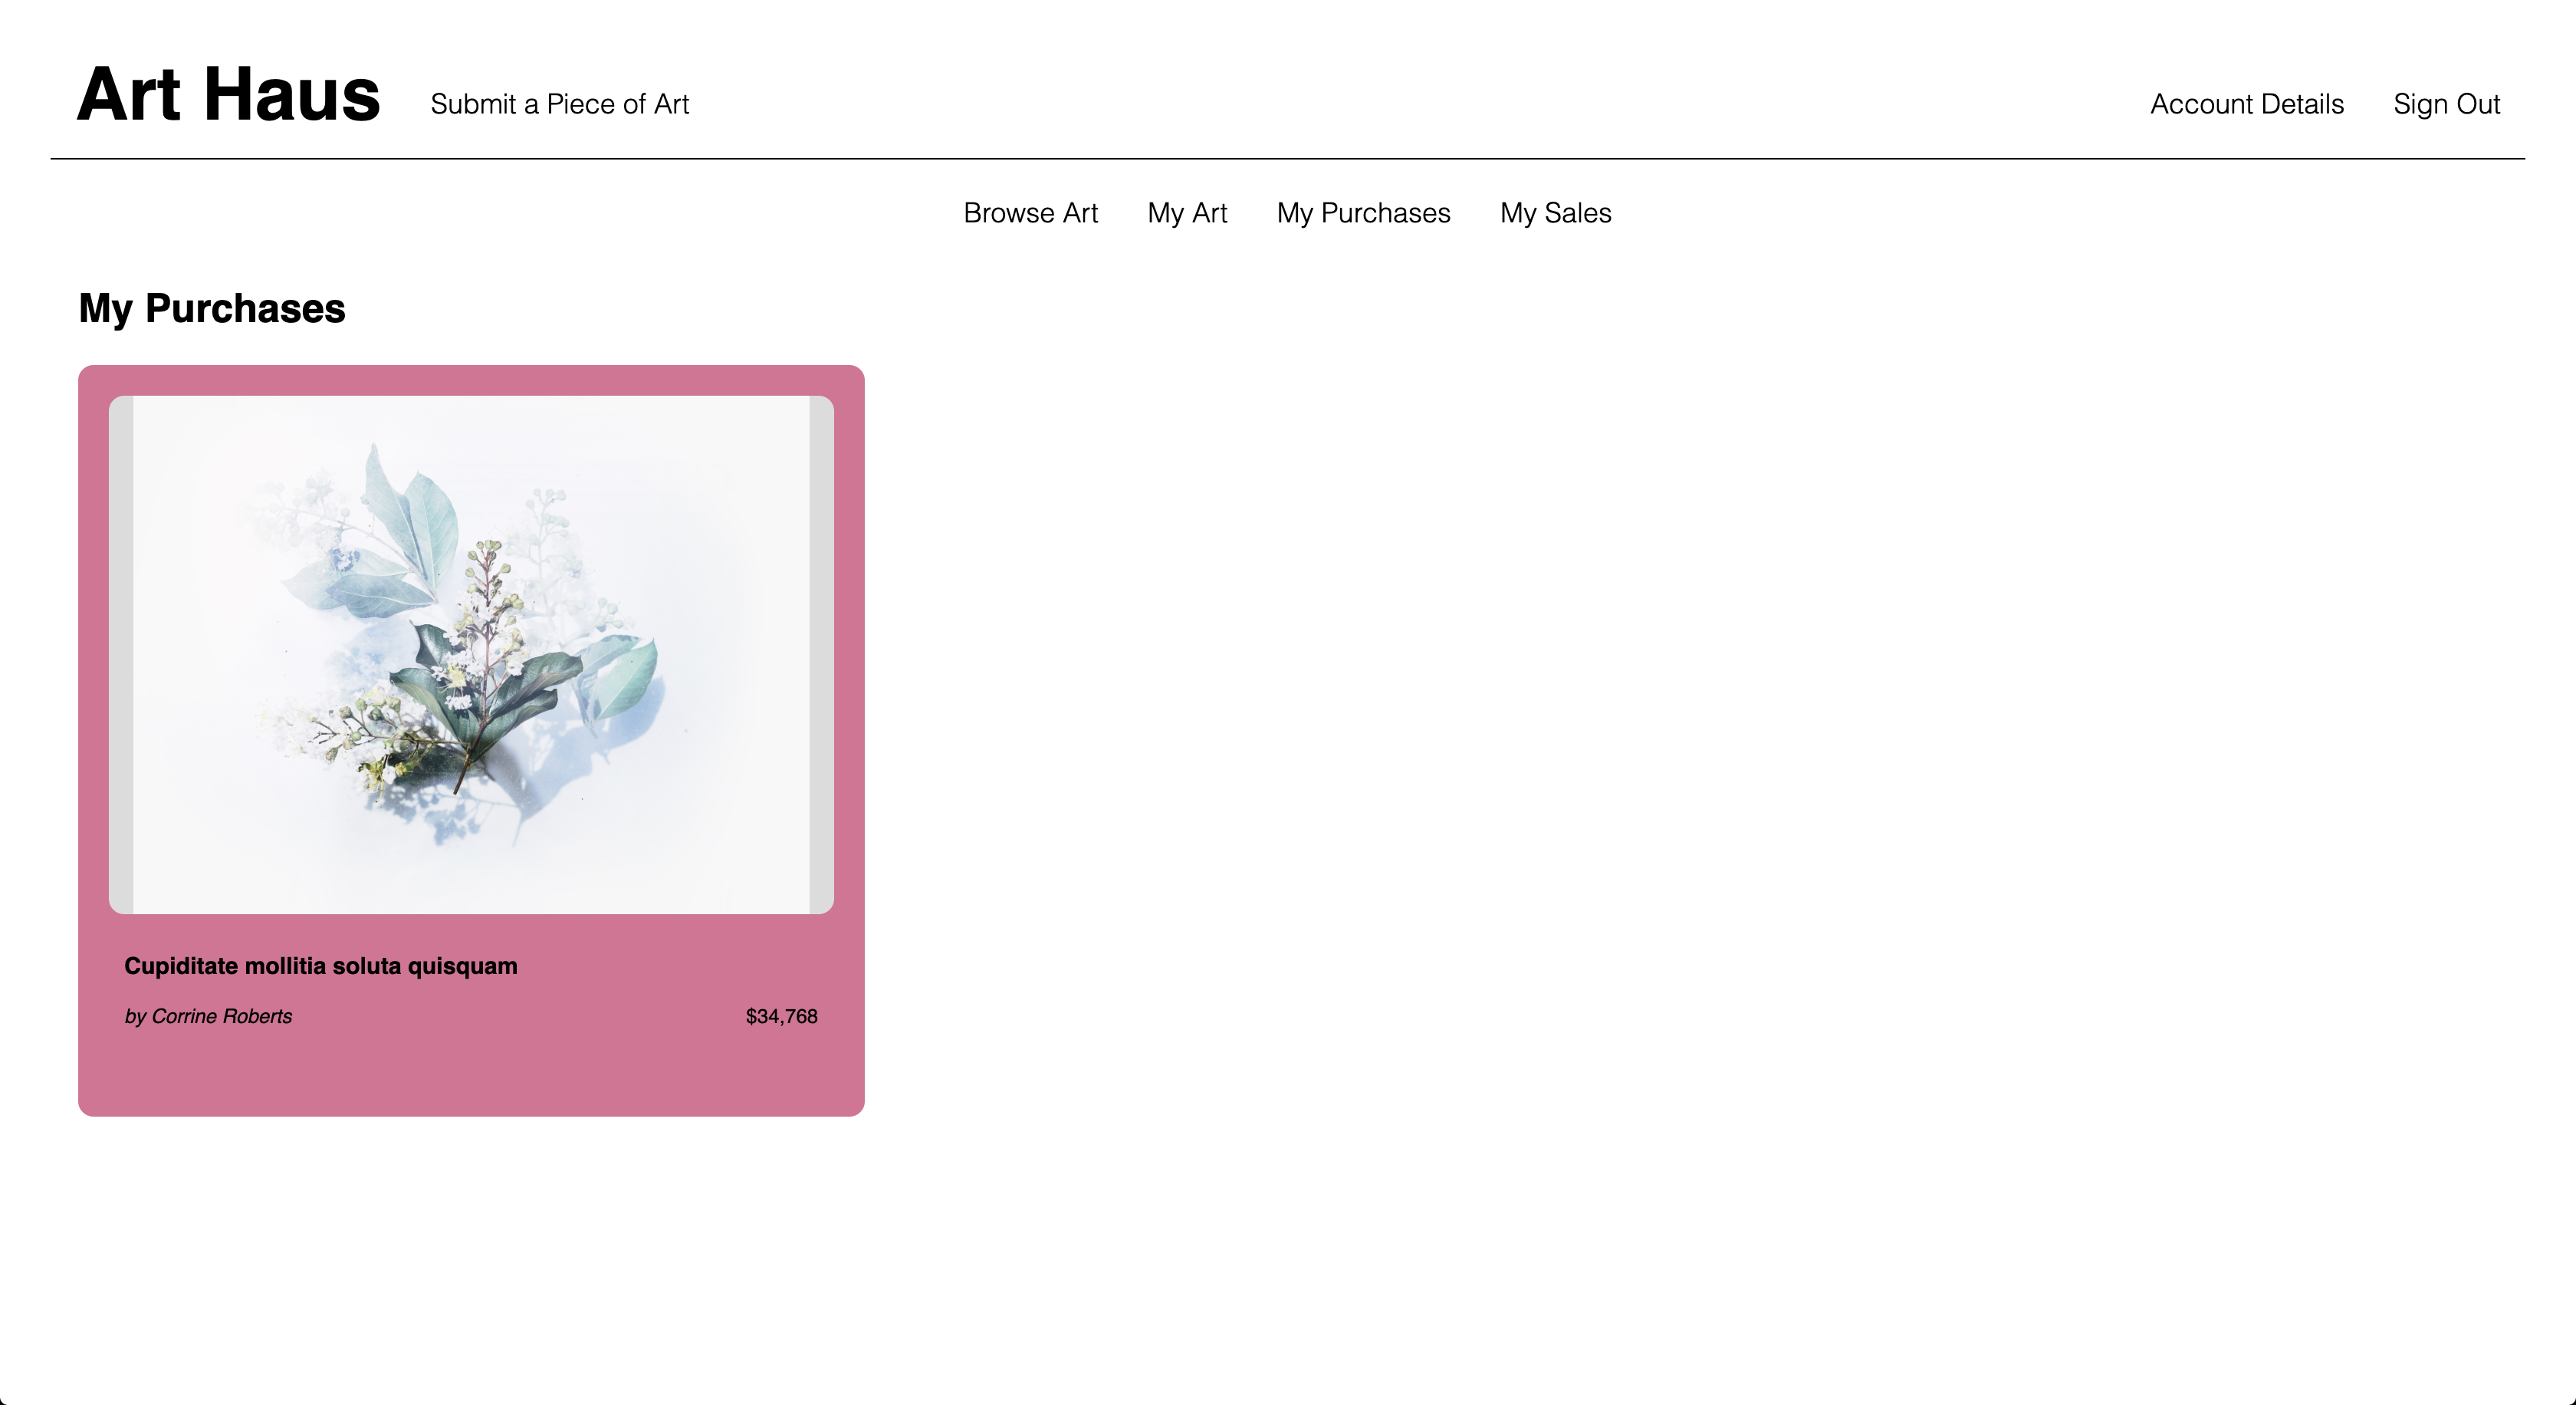 Art Haus Submit a Piece of Art Account Details Sign Out
Browse Art My Art My Purchases My Sales
My Purchases
Cupiditate mollitia soluta quisquam
by Corrine Roberts $34,768